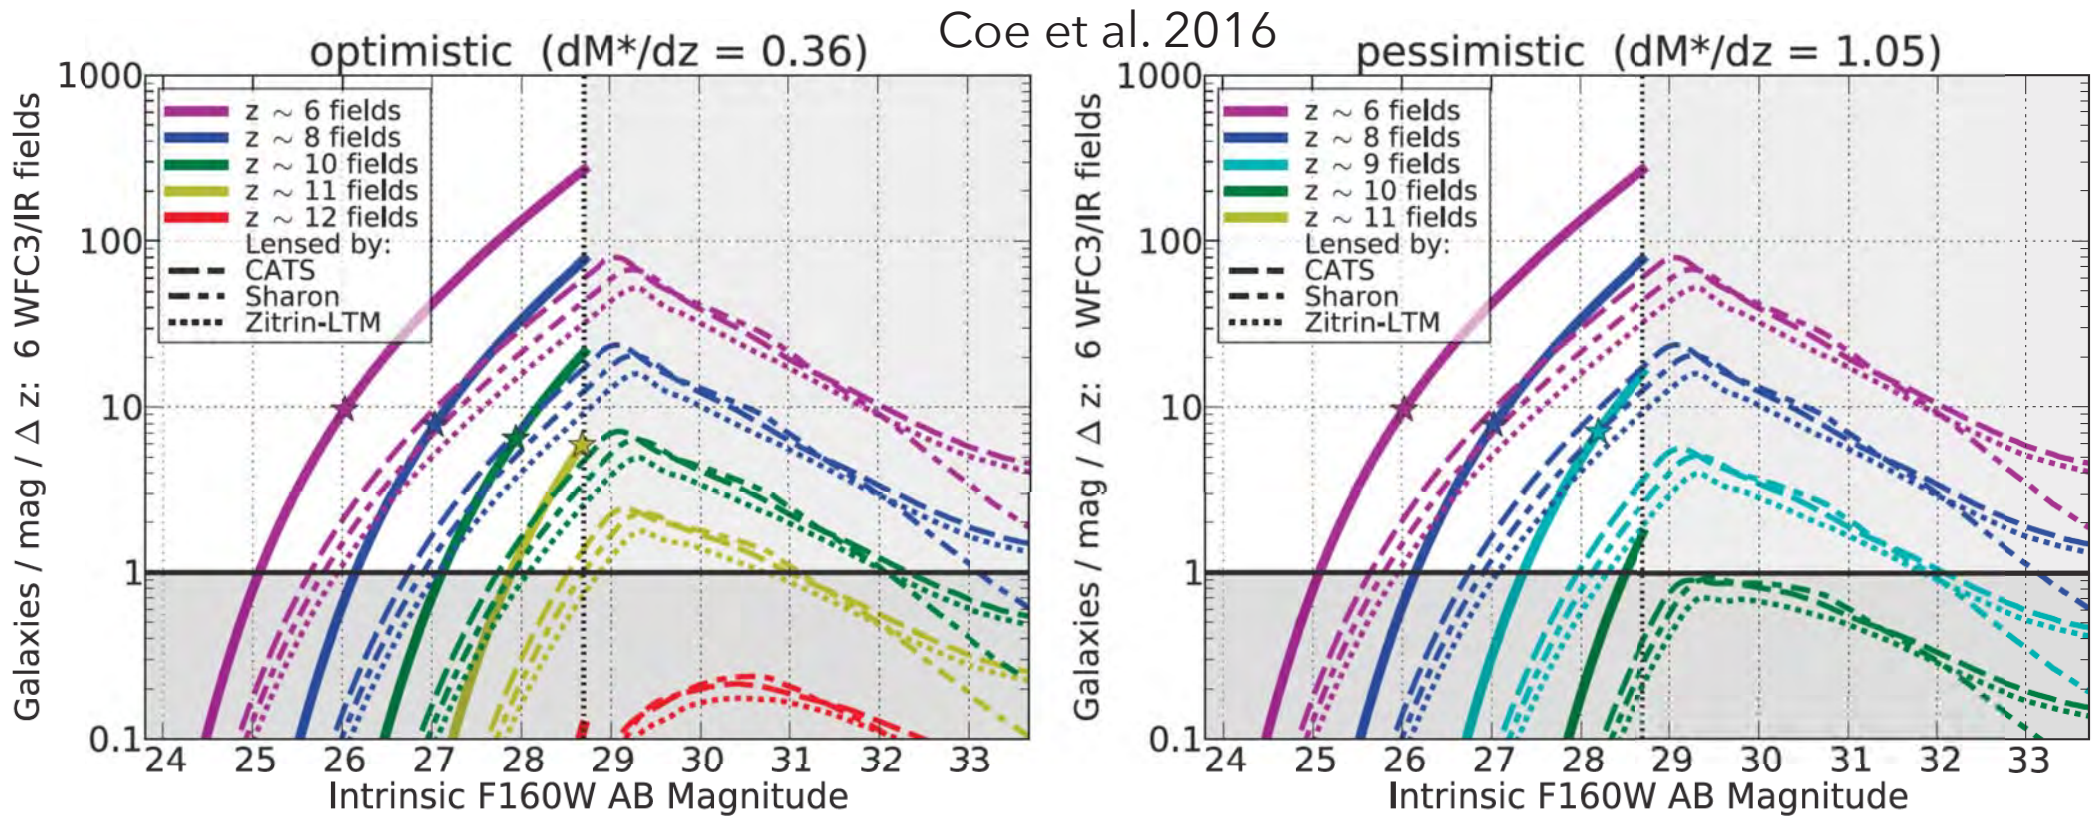 Coe et al. 2016
optimistic (dM*/dz = 0.36)
Galaxies / mag / Δ z: 6 WFC3/IR fields
1000
100
10
1
0.1
z ~ 6 fields
z ~ 8 fields
z ~ 10 fields
z ~ 11 fields
z ~ 12 fields
Lensed by:
CATS
Sharon
Zitrin-LTM
24 25 26 27 28 29 30 31 32 33
Intrinsic F160W AB Magnitude
pessimistic (dM*/dz = 1.05)
Galaxies / mag / Δ z: 6 WFC3/IR fields
1000
100
10
1
0.1
z ~ 6 fields
z ~ 8 fields
z ~ 9 fields
z ~ 10 fields
z ~ 11 fields
Lensed by:
CATS
Sharon
Zitrin-LTM
24 25 26 27 28 29 30 31 32 33
Intrinsic F160W AB Magnitude